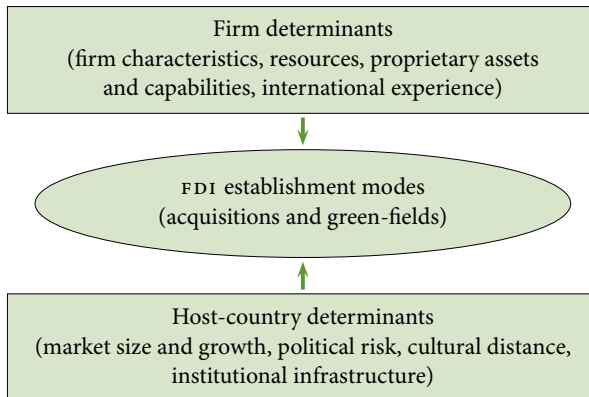 Firm determinants
(firm characteristics, resources, proprietary assets
and capabilities, international experience)
FDI establishment modes
(acquisitions and green-fields)
Host-country determinants
(market size and growth, political risk, cultural distance,
institutional infrastructure)